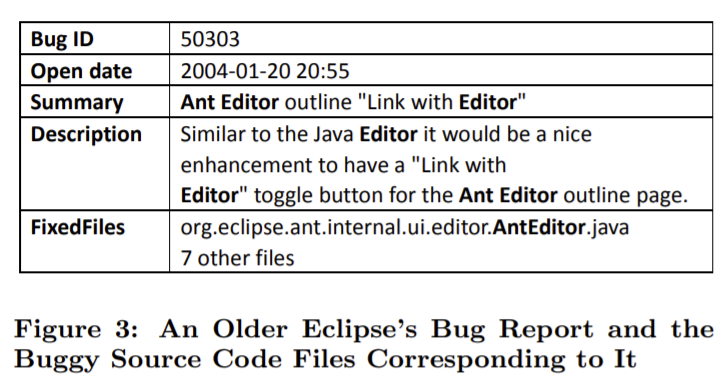 Bug ID 50303
Open date 2004-01-20 20:55
Summary Ant Editor outline "Link with Editor"
Description Similar to the Java Editor it would be a nice
enhancement to have a "Link with
Editor" toggle button for the Ant Editor outline page.
FixedFiles org.eclipse.ant.internal.ui.editor.AntEditor.java
7 other files
Figure 3: An Older Eclipse's Bug Report and the
Buggy Source Code Files Corresponding to It